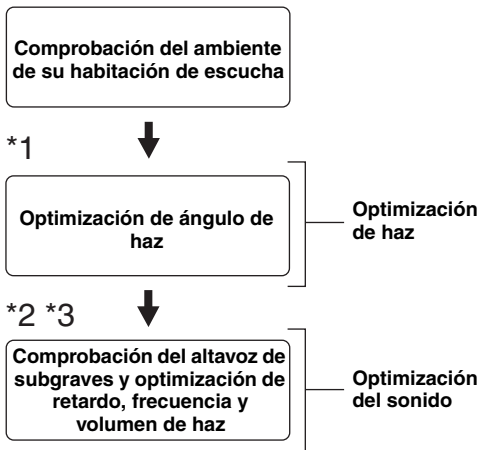 Comprobación del ambiente
de su habitación de escucha
*1
Optimización de ángulo de
haz
Optimización
de haz
*2 *3
Comprobación del altavoz de
subgraves y optimización de
retardo, frecuencia y
volumen de haz
Optimización
del sonido